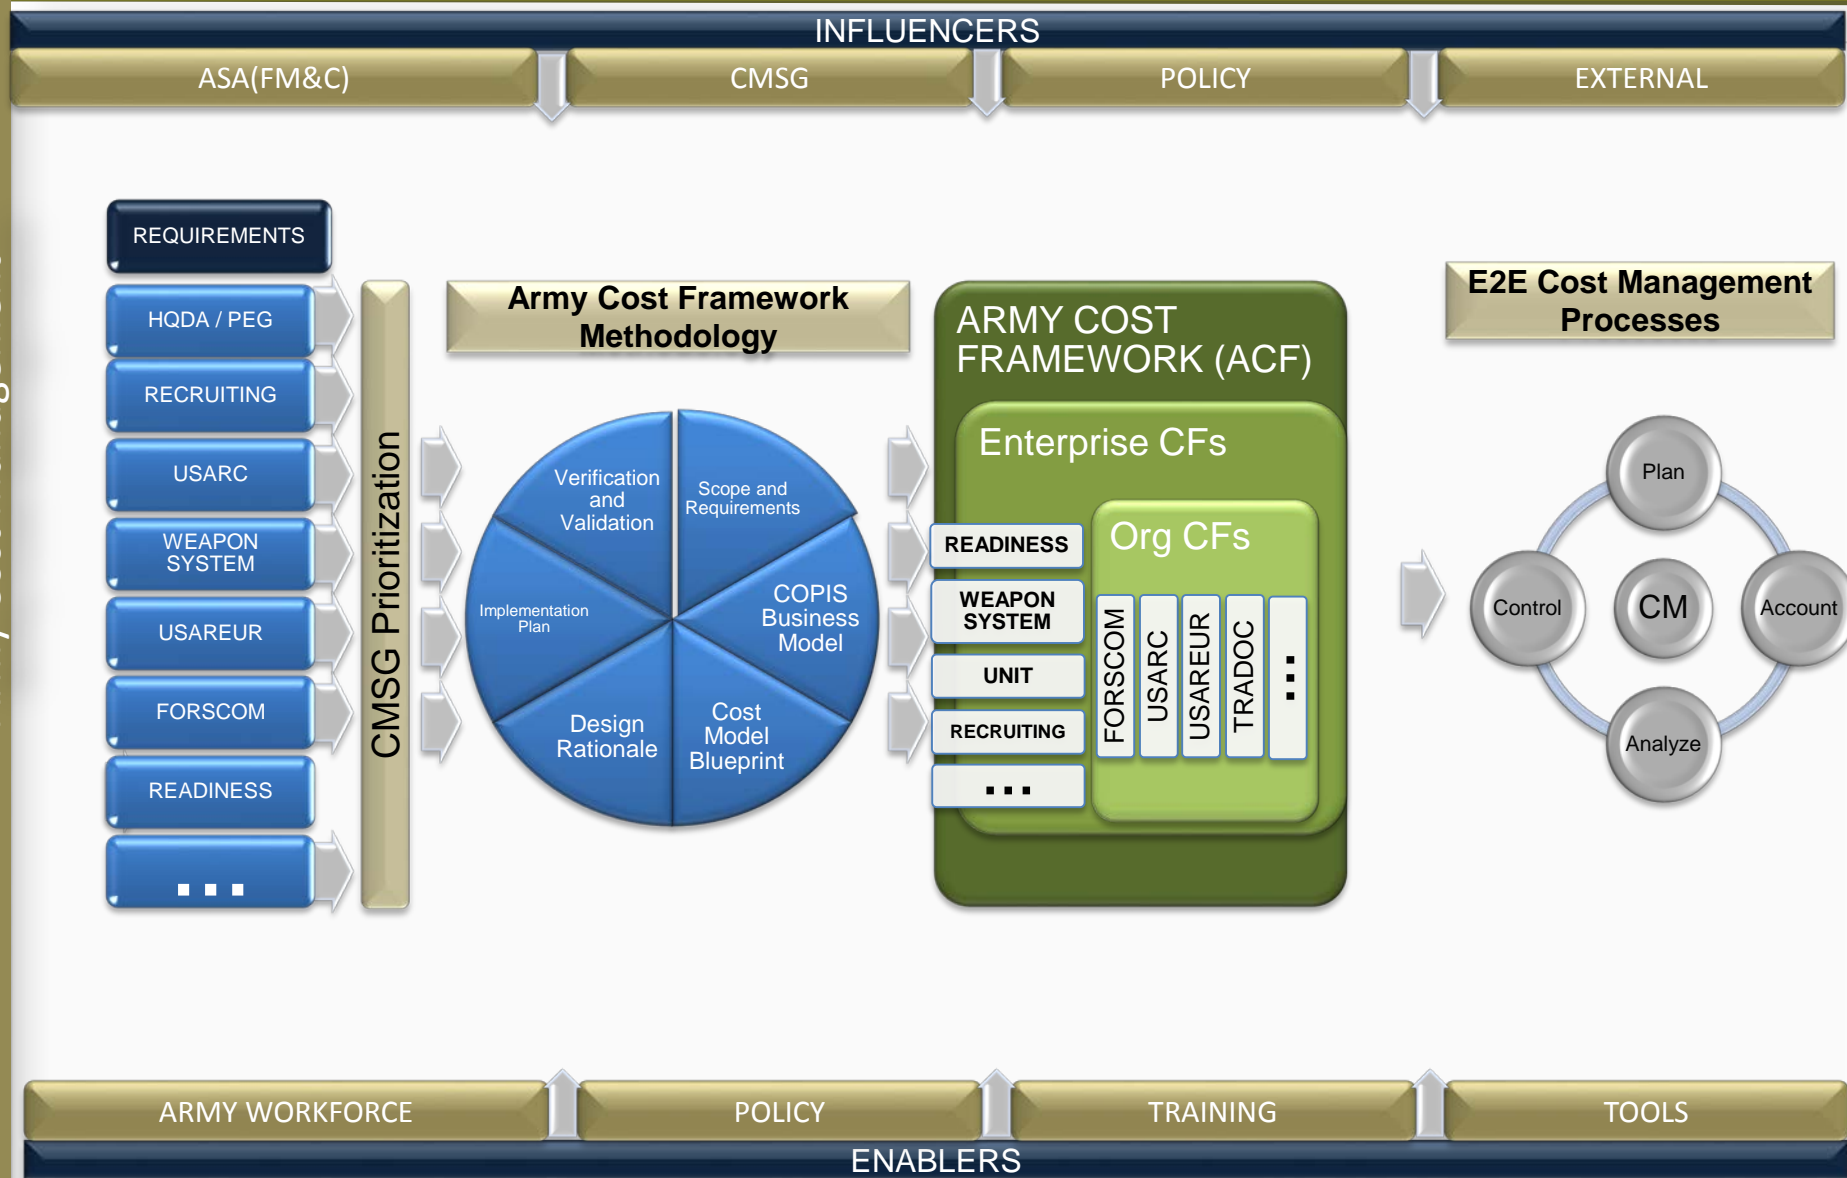 INFLUENCERS
ASA(FM&C)
CMSG
POLICY
EXTERNAL
REQUIREMENTS
HQDA / PEG
RECRUITING
USARC
WEAPON
SYSTEM
USAREUR
FORSCOM
READINESS
...
CMSG Prioritization
Army Cost Framework
Methodology
Verification
and
Validation
Scope and
Requirements
Implementation
Plan
COPIS
Business
Model
Design
Rationale
Cost
Model
Blueprint
ARMY COST
FRAMEWORK (ACF)
Enterprise CFs
Org CFs
READINESS
WEAPON
SYSTEM
UNIT
RECRUITING
...
FORSCOM
USARC
USAREUR
TRADOC
...
E2E Cost Management
Processes
Plan
Control
CM
Account
Analyze
ARMY WORKFORCE
POLICY
TRAINING
TOOLS
ENABLERS